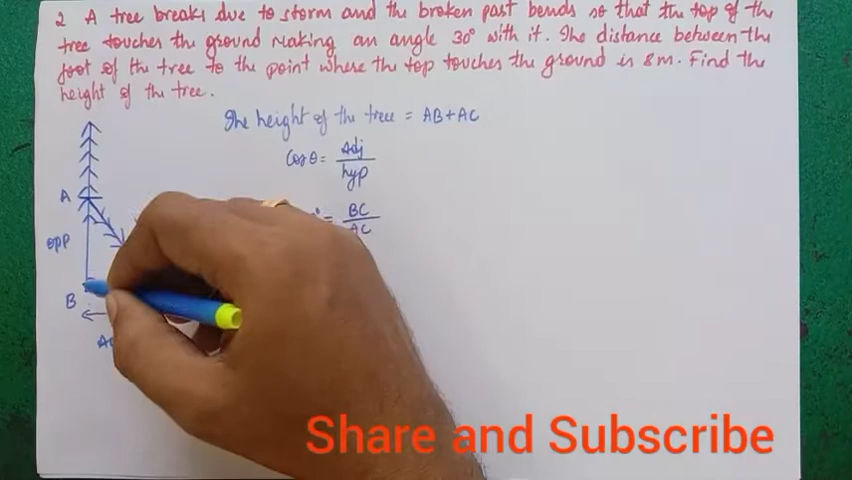 2 A tree breaks due to storm and the broken part bends so that the top of the
tree touches the ground making an angle 30° with it. The distance between the
foot of the tree to the point where the top touches the ground is 8m. Find the
height of the tree.
The height of the tree = AB+AC
Cos θ = Adj
hyp
A
° = BC
AC
opp
B
Share and Subscribe